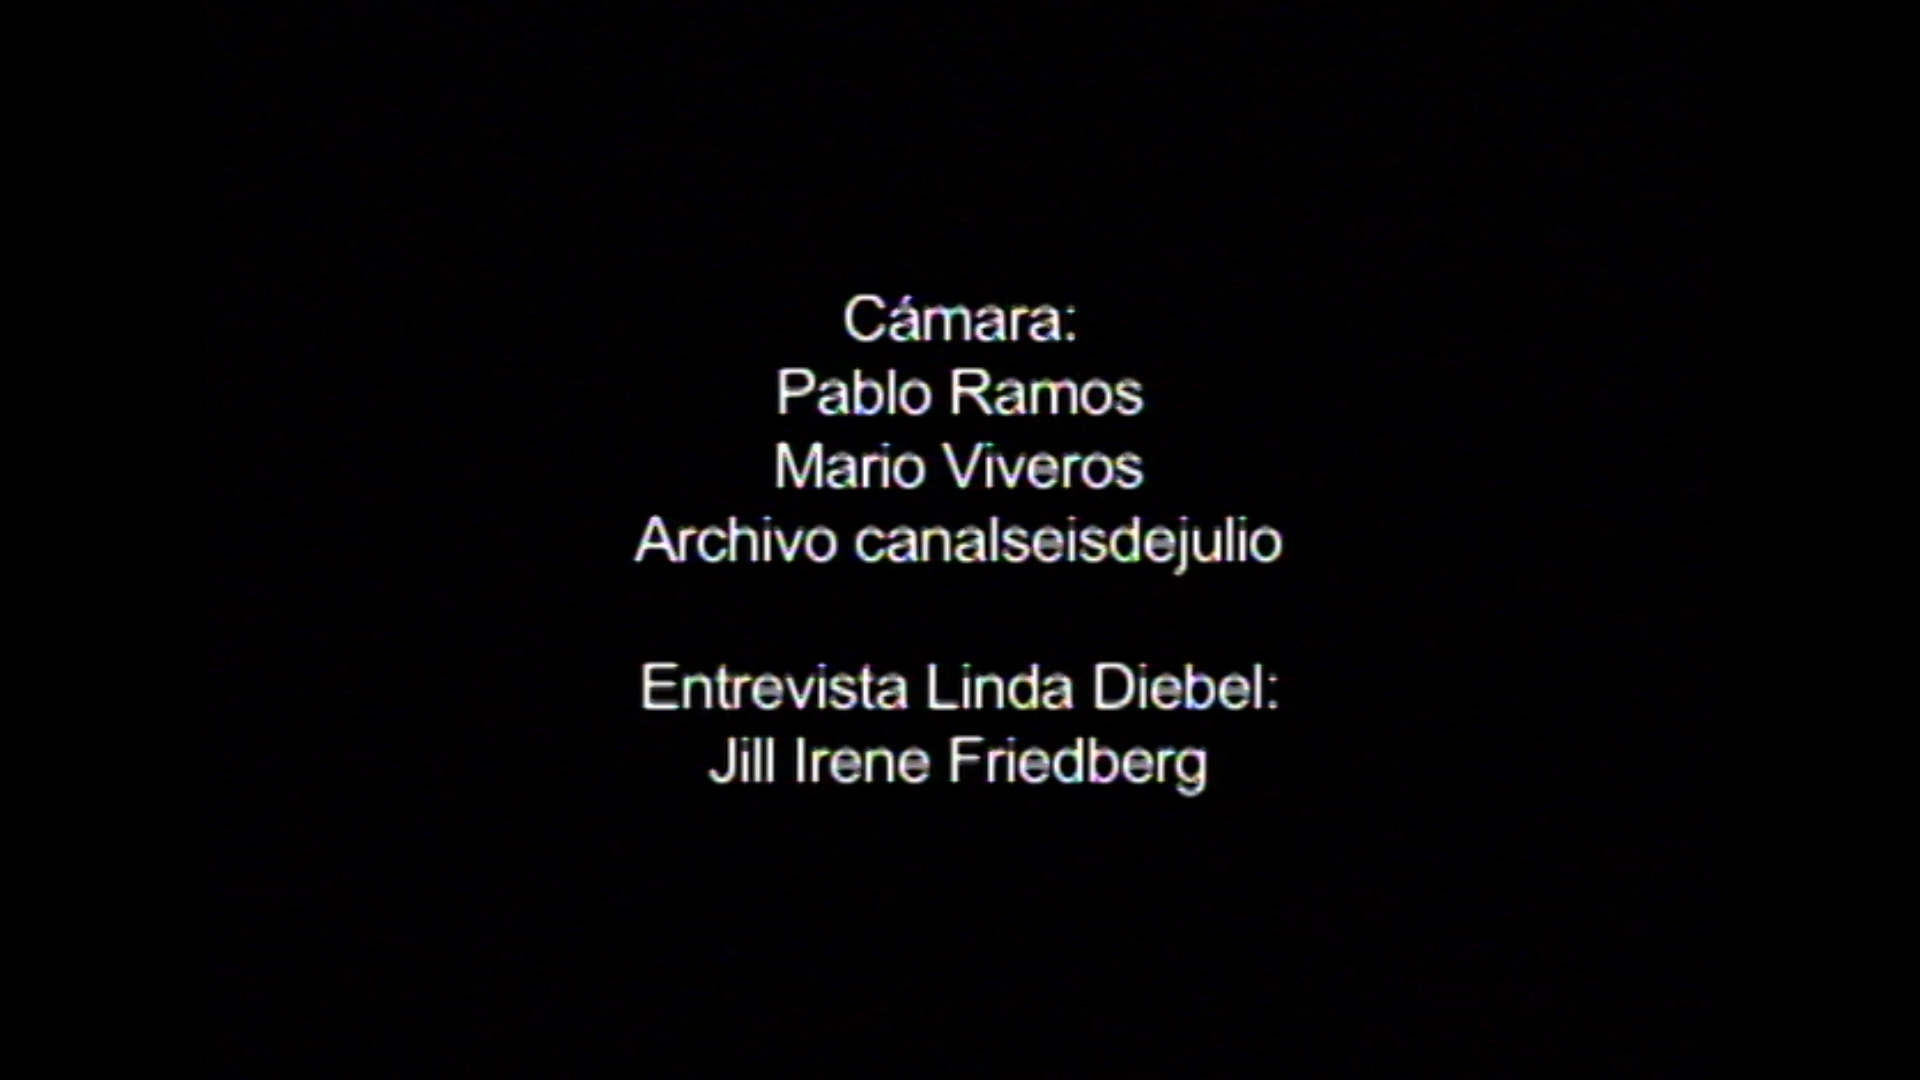 Cámara:
Pablo Ramos
Mario Viveros
Archivo canalseisdejulio
Entrevista Linda Diebel:
Jill Irene Friedberg